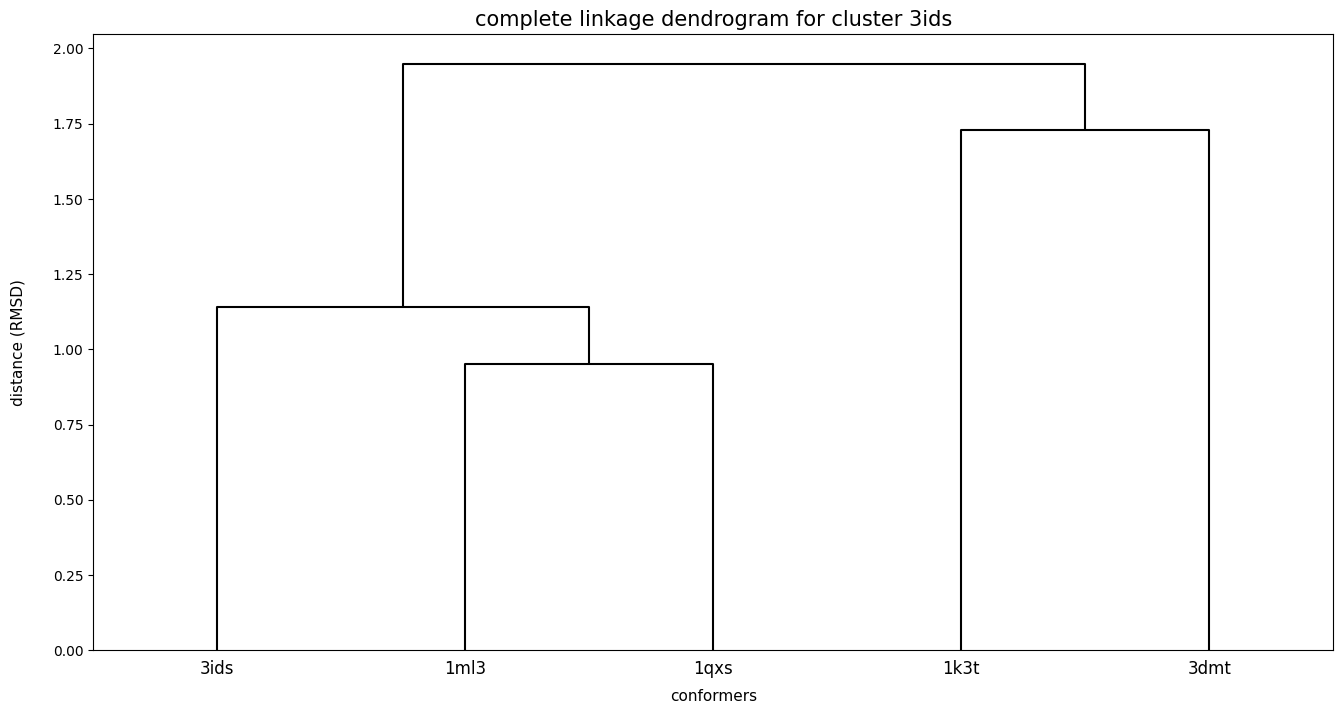 complete linkage dendrogram for cluster 3ids
2.00
1.75
1.50
1.25
1.00
0.75
0.50
0.25
0.00
distance (RMSD)
3ids 1ml3 1qxs 1k3t 3dmt
conformers